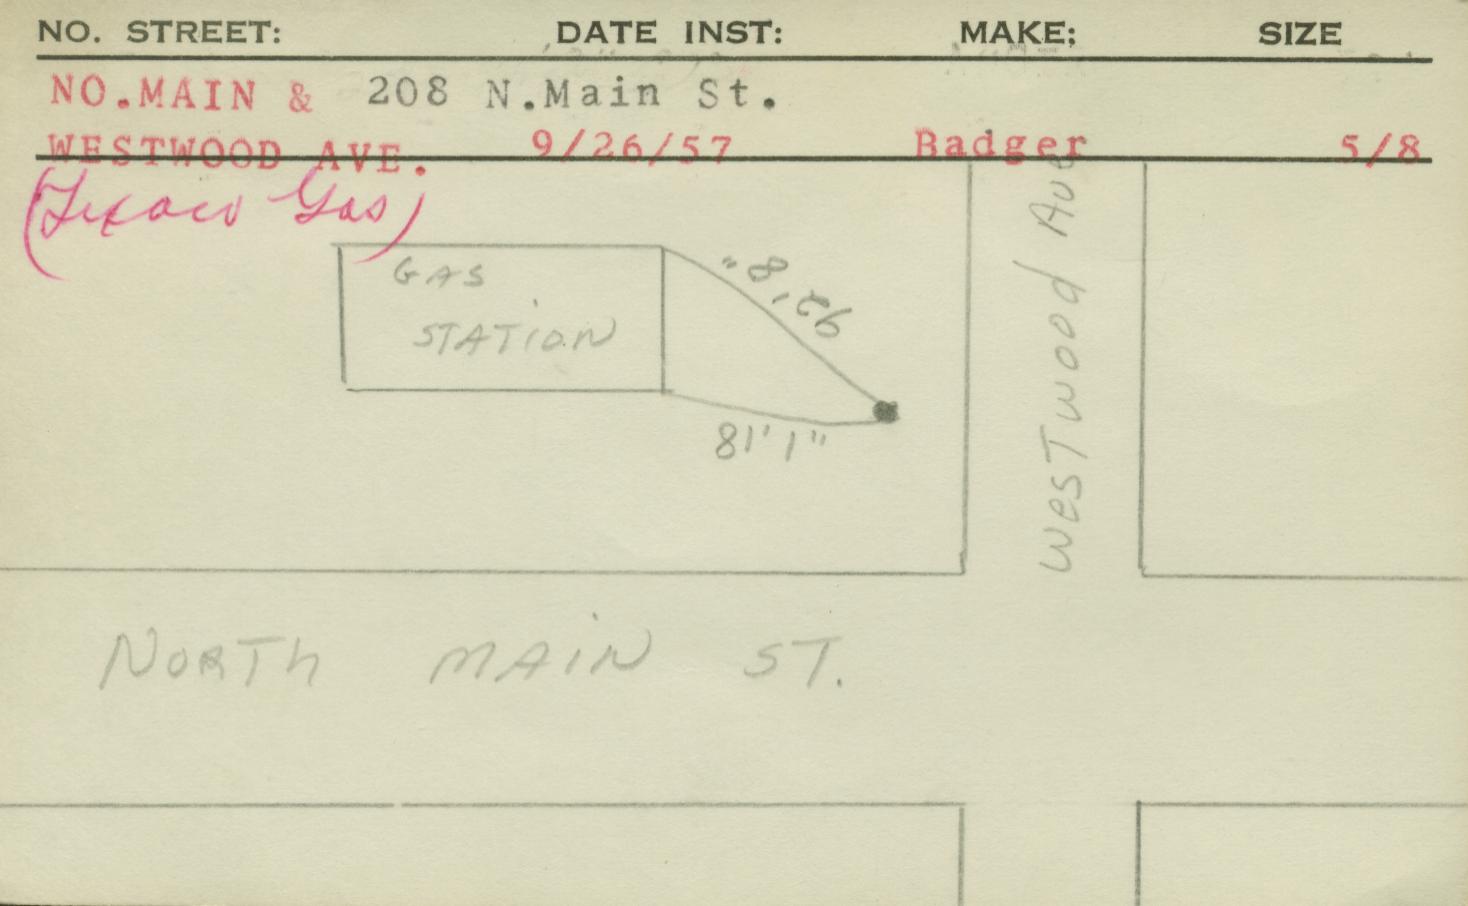 NO. STREET: DATE INST: MAKE; SIZE
NO.MAIN & 208 N.Main St.
WESTWOOD AVE. 9/26/57 Badger 5/8
(Texaco Gas)
GAS
STATION
92'8"
81'1"
Westwood Ave
NORTH MAIN ST.